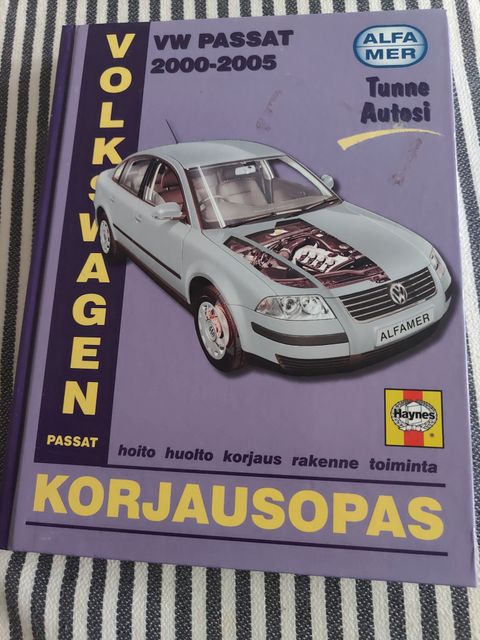 VOLKSWAGEN
PASSAT
VW PASSAT
2000-2005
ALFA
MER
Tunne
Autosi
ALFAMER
Haynes
hoito huolto korjaus rakenne toiminta
KORJAUSOPAS